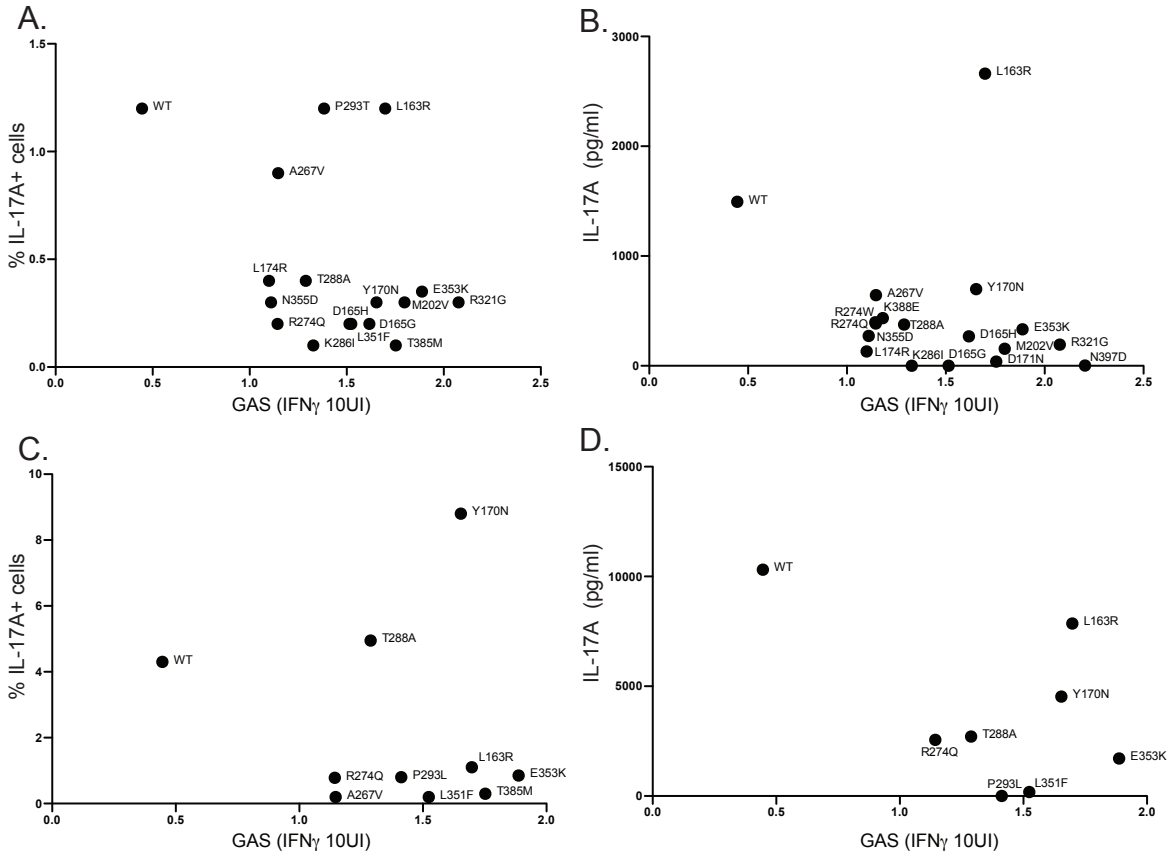 A.
% IL-17A+ cells
1.5
1.0
0.5
0.0
WT
P293T
L163R
A267V
L174R
T288A
N355D
Y170N
E353K
M202V
R321G
R274Q
D165H
D165G
L351F
K286I
T385M
0.0 0.5 1.0 1.5 2.0 2.5
GAS (IFNγ 10UI)
B.
IL-17A (pg/ml)
3000
2000
1000
0
L163R
WT
A267V
Y170N
K388E
R274W
R274Q
T288A
N355D
D165H
E353K
M202V
R321G
L174R
K286I
D165G
D171N
N397D
0.0 0.5 1.0 1.5 2.0 2.5
GAS (IFNγ 10UI)
C.
% IL-17A+ cells
10
8
6
4
2
0
Y170N
T288A
WT
L163R
R274Q
P293L
E353K
A267V
L351F
T385M
0.0 0.5 1.0 1.5 2.0
GAS (IFNγ 10UI)
D.
IL-17A (pg/ml)
15000
10000
5000
0
WT
L163R
Y170N
T288A
R274Q
E353K
P293L
L351F
0.0 0.5 1.0 1.5 2.0
GAS (IFNγ 10UI)